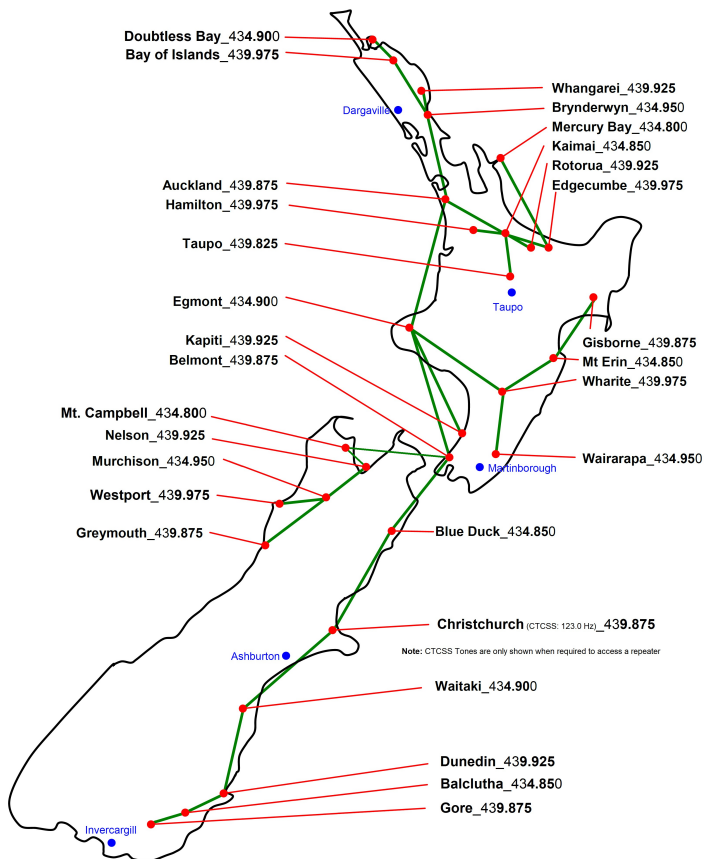 Doubtless Bay_434.900
Bay of Islands_439.975
Whangarei_439.925
Brynderwyn_434.950
Dargaville
Mercury Bay_434.800
Kaimai_434.850
Rotorua_439.925
Edgecumbe_439.975
Auckland_439.875
Hamilton_439.975
Taupo_439.825
Taupo
Egmont_434.900
Kapiti_439.925
Belmont_439.875
Gisborne_439.875
Mt Erin_434.850
Wharite_439.975
Mt. Campbell_434.800
Nelson_439.925
Murchison_434.950
Westport_439.975
Greymouth_439.875
Wairarapa_434.950
Martinborough
Blue Duck_434.850
Christchurch (CTCSS: 123.0 Hz)_439.875
Note: CTCSS Tones are only shown when required to access a repeater
Ashburton
Waitaki_434.900
Dunedin_439.925
Balclutha_434.850
Gore_439.875
Invercargill